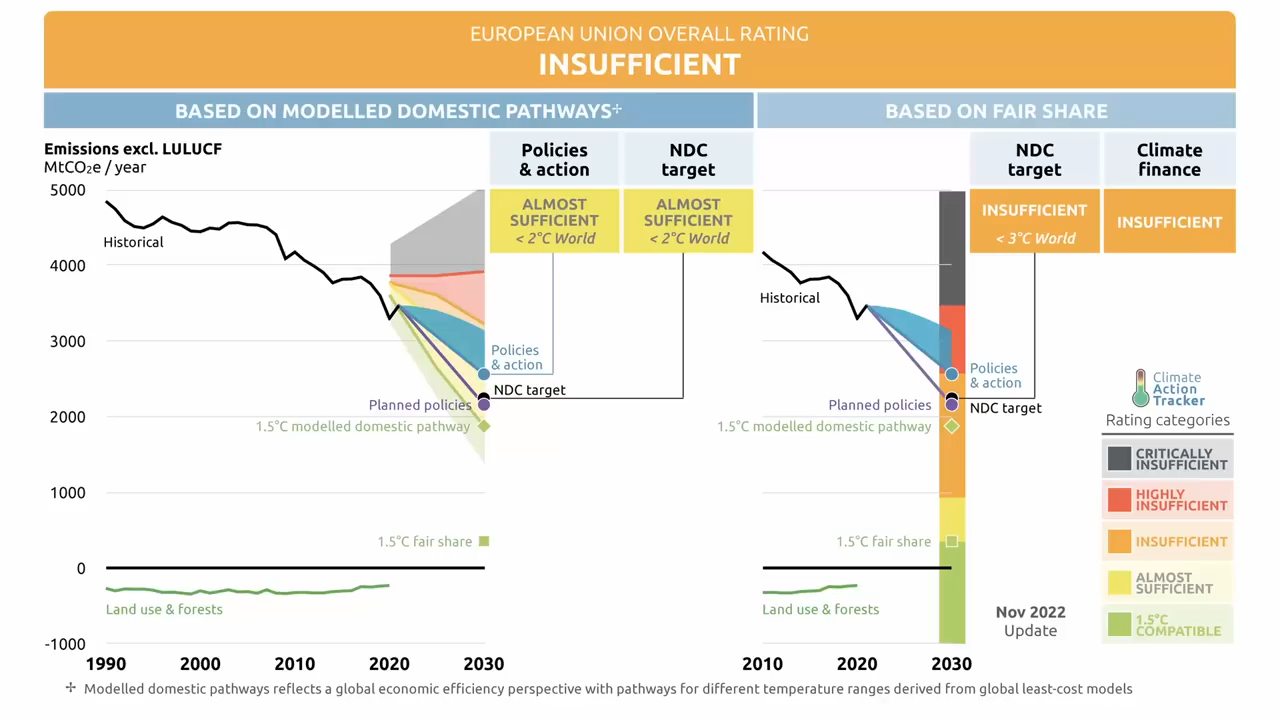 EUROPEAN UNION OVERALL RATING
INSUFFICIENT
BASED ON MODELLED DOMESTIC PATHWAYS✢
BASED ON FAIR SHARE
Emissions excl. LULUCF
MtCO₂e / year
Policies
& action
NDC
target
NDC
target
Climate
finance
ALMOST
SUFFICIENT
< 2°C World
ALMOST
SUFFICIENT
< 2°C World
INSUFFICIENT
< 3°C World
INSUFFICIENT
5000
4000
3000
2000
1000
0
-1000
Historical
Policies
& action
NDC target
Planned policies
1.5°C modelled domestic pathway
1.5°C fair share
Land use & forests
1990
2000
2010
2020
2030
Historical
Policies
& action
Planned policies
NDC target
1.5°C modelled domestic pathway
1.5°C fair share
Land use & forests
2010
2020
2030
Nov 2022
Update
Climate
Action
Tracker
Rating categories
CRITICALLY
INSUFFICIENT
HIGHLY
INSUFFICIENT
INSUFFICIENT
ALMOST
SUFFICIENT
1.5°C
COMPATIBLE
✢ Modelled domestic pathways reflects a global economic efficiency perspective with pathways for different temperature ranges derived from global least-cost models